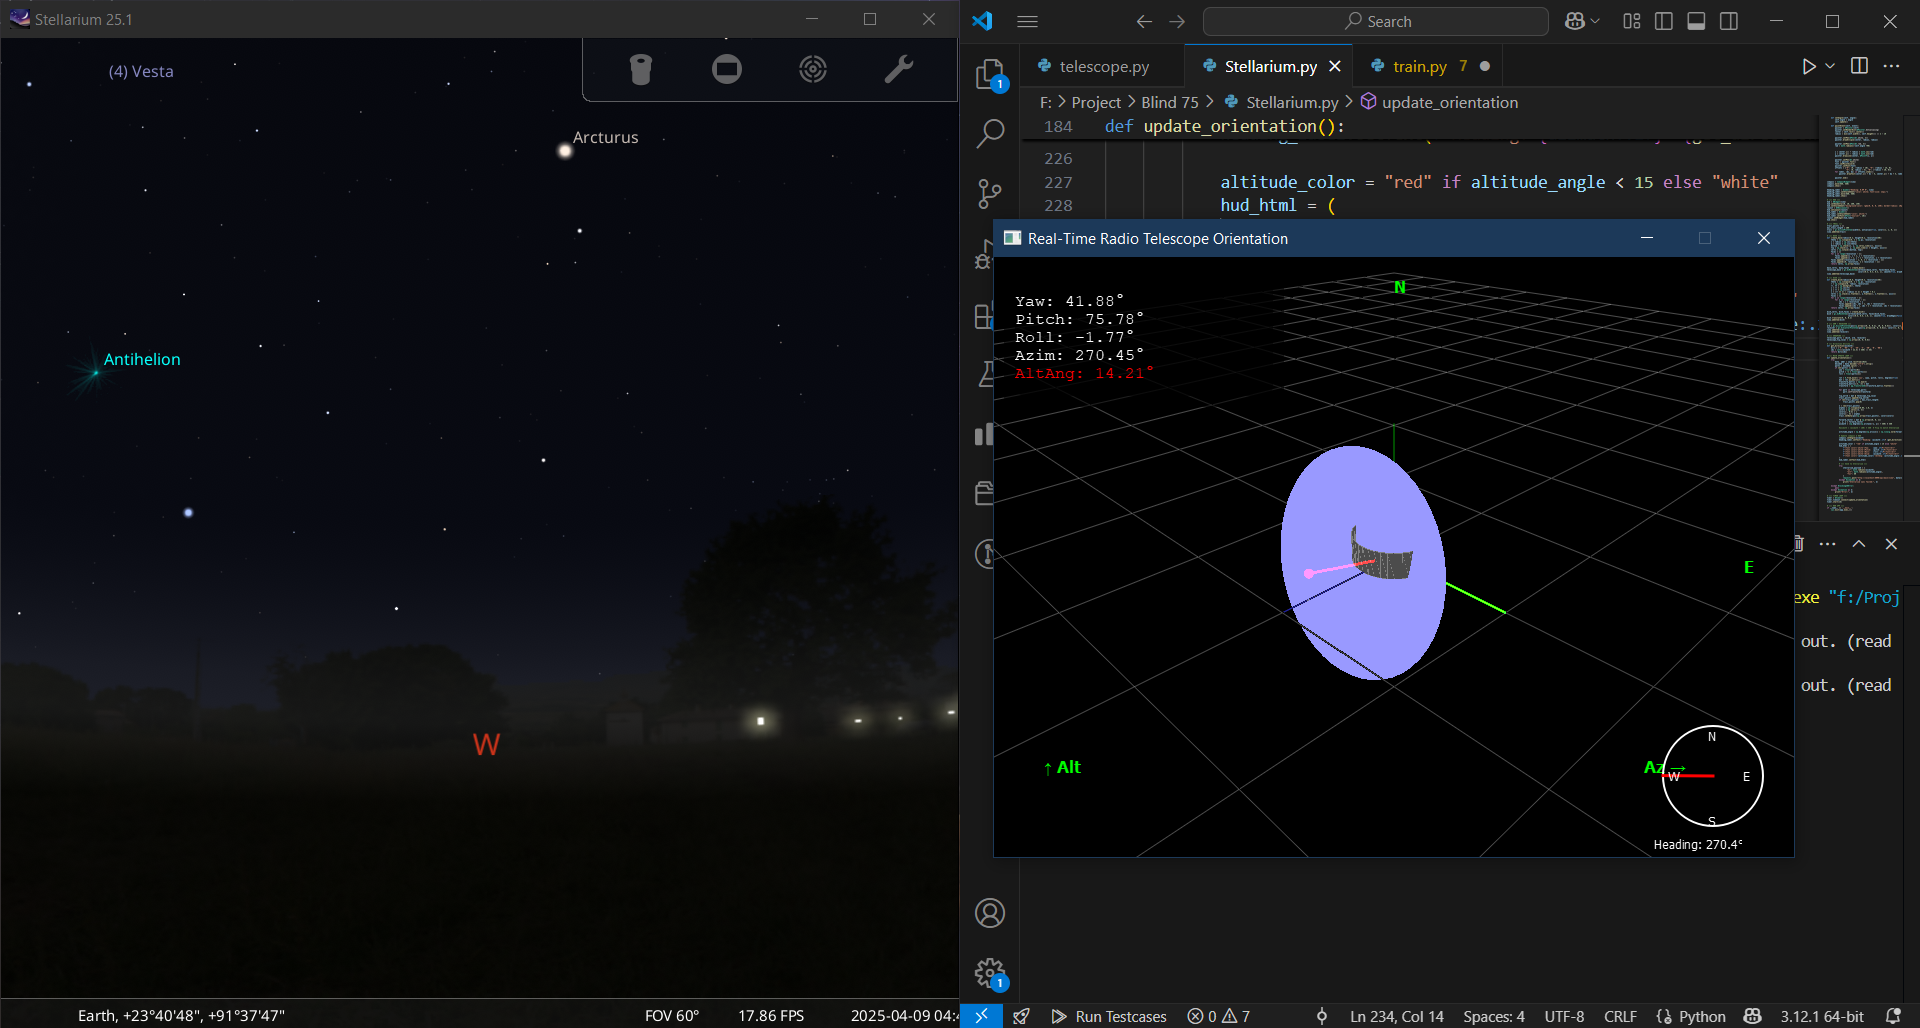 Stellarium 25.1
(4) Vesta
Arcturus
Antihelion
W
Earth, +23°40'48", +91°37'47"
FOV 60°
17.86 FPS
2025-04-09 04:4
Search
telescope.py
Stellarium.py
train.py 7
F: > Project > Blind 75 > Stellarium.py > update_orientation
184 def update_orientation():
226
227 altitude_color = "red" if altitude_angle < 15 else "white"
228 hud_html = (
1
Real-Time Radio Telescope Orientation
N
Yaw: 41.88°
Pitch: 75.78°
Roll: -1.77°
Azim: 270.45°
AltAng: 14.21°
E
↑ Alt
Az →
N
W
E
S
Heading: 270.4°
exe "f:/Proj
out. (read
out. (read
1
Run Testcases
0
7
Ln 234, Col 14
Spaces: 4
UTF-8
CRLF
{} Python
3.12.1 64-bit